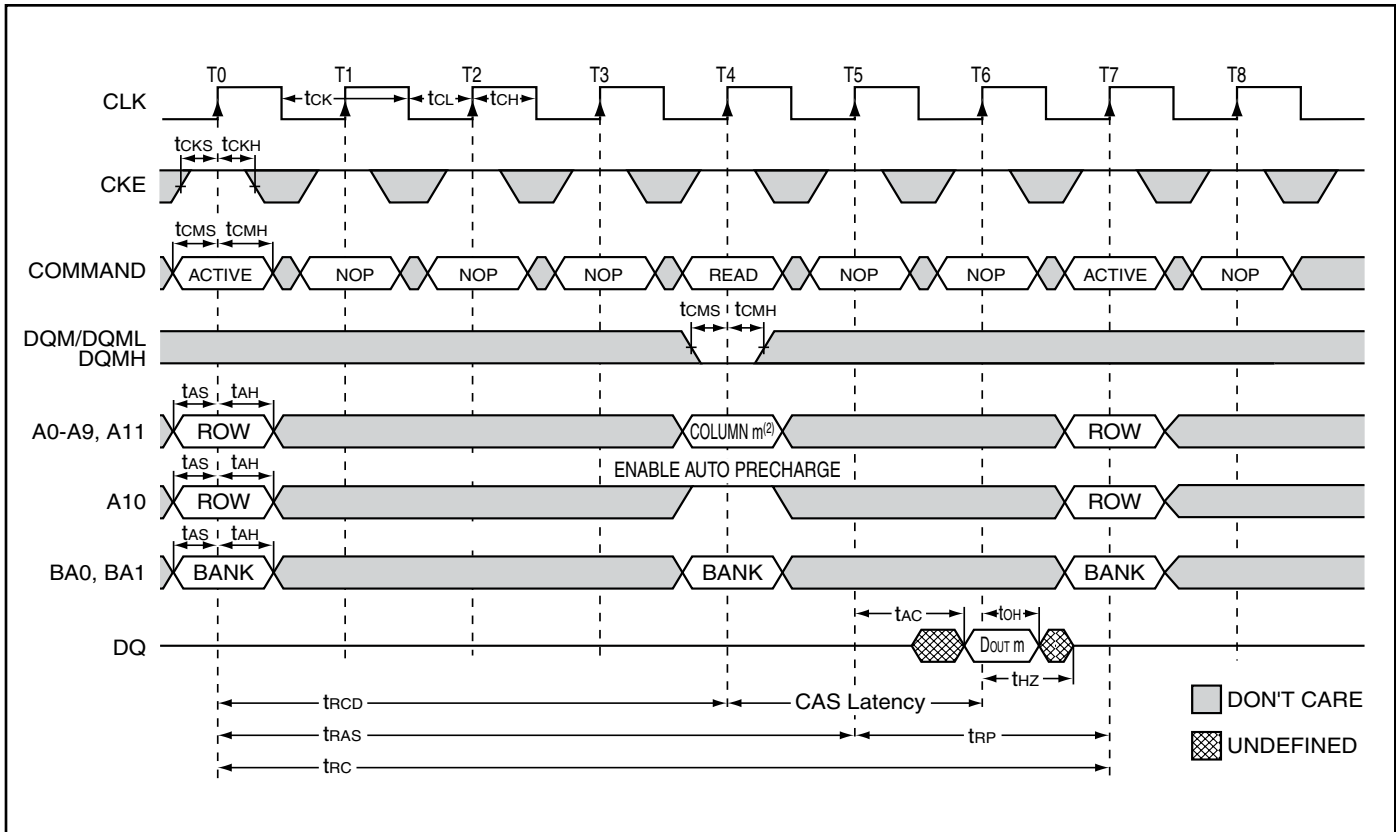 T0 T1 T2 T3 T4 T5 T6 T7 T8
CLK
tCK tCL tCH
tCKS tCKH
CKE
tCMS tCMH
COMMAND
ACTIVE NOP NOP NOP READ NOP NOP ACTIVE NOP
tCMS tCMH
DQM/DQML
DQMH
tAS tAH
A0-A9, A11
ROW COLUMN m(2) ROW
tAS tAH
ENABLE AUTO PRECHARGE
A10
ROW ROW
tAS tAH
BA0, BA1
BANK BANK BANK
tAC tOH
DQ
DOUT m
tHZ
tRCD CAS Latency
DON'T CARE
tRAS tRP
UNDEFINED
tRC